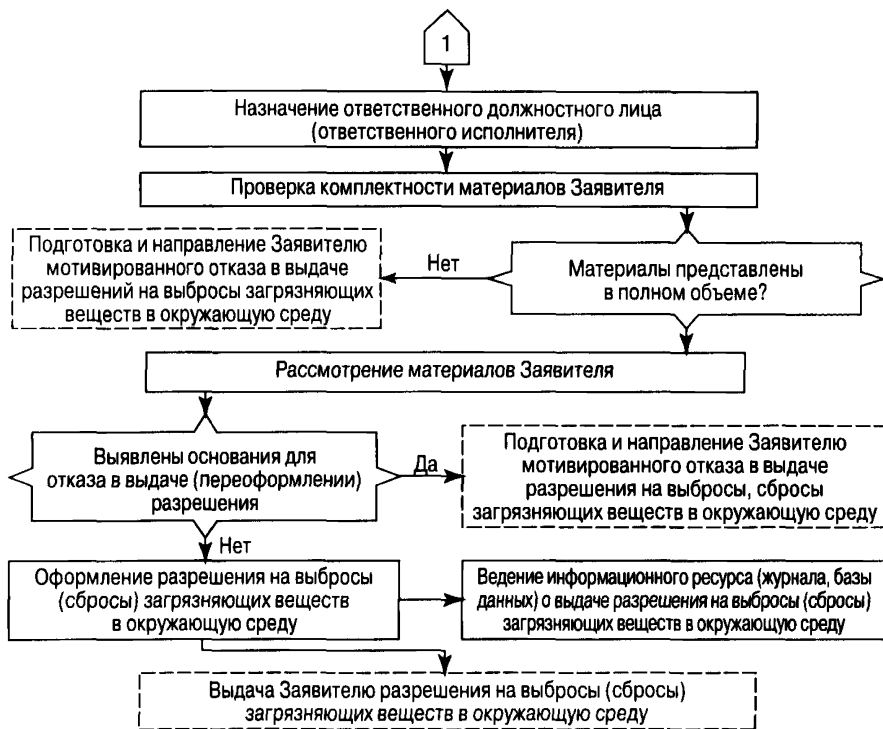 1
Назначение ответственного должностного лица
(ответственного исполнителя)
Проверка комплектности материалов Заявителя
Подготовка и направление Заявителю
мотивированного отказа в выдаче
разрешений на выбросы загрязняющих
веществ в окружающую среду
Нет
Материалы представлены
в полном объеме?
Рассмотрение материалов Заявителя
Выявлены основания для
отказа в выдаче (переоформлении)
разрешения
Да
Подготовка и направление Заявителю
мотивированного отказа в выдаче
разрешения на выбросы, сбросы
загрязняющих веществ в окружающую среду
Нет
Оформление разрешения на выбросы
(сбросы) загрязняющих веществ
в окружающую среду
Ведение информационного ресурса (журнала, базы
данных) о выдаче разрешения на выбросы (сбросы)
загрязняющих веществ в окружающую среду
Выдача Заявителю разрешения на выбросы (сбросы)
загрязняющих веществ в окружающую среду